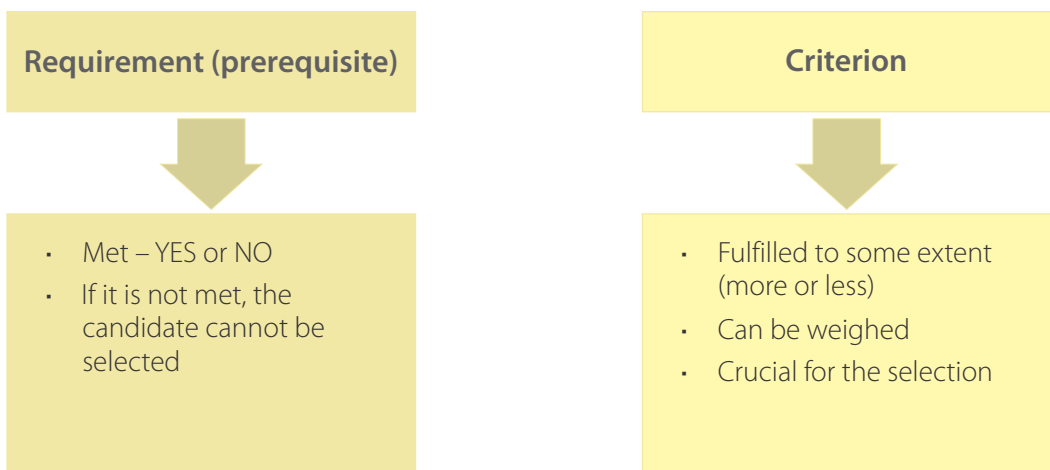 Requirement (prerequisite)
· Met – YES or NO
· If it is not met, the
candidate cannot be
selected
Criterion
· Fulfilled to some extent
(more or less)
· Can be weighed
· Crucial for the selection